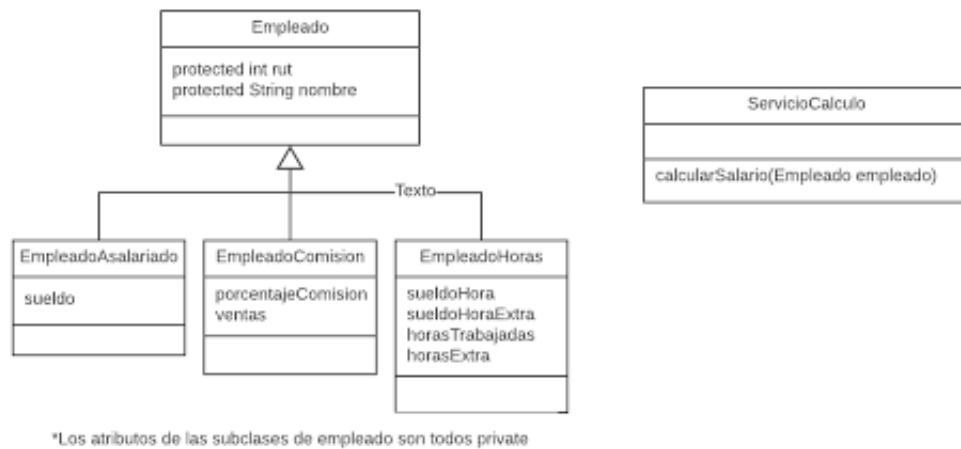 Empleado
protected int rut
protected String nombre
ServicioCalculo
calcularSalario(Empleado empleado)
Texto
EmpleadoAsalariado
sueldo
EmpleadoComision
porcentajeComision
ventas
EmpleadoHoras
sueldoHora
sueldoHoraExtra
horasTrabajadas
horasExtra
*Los atributos de las subclases de empleado son todos private